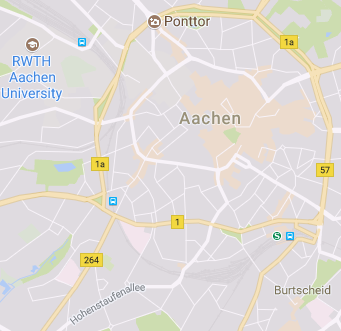 Ponttor
1a
RWTH
Aachen
University
Aachen
1a
57
1
S
264
Hohenstaufenallee
Burtscheid